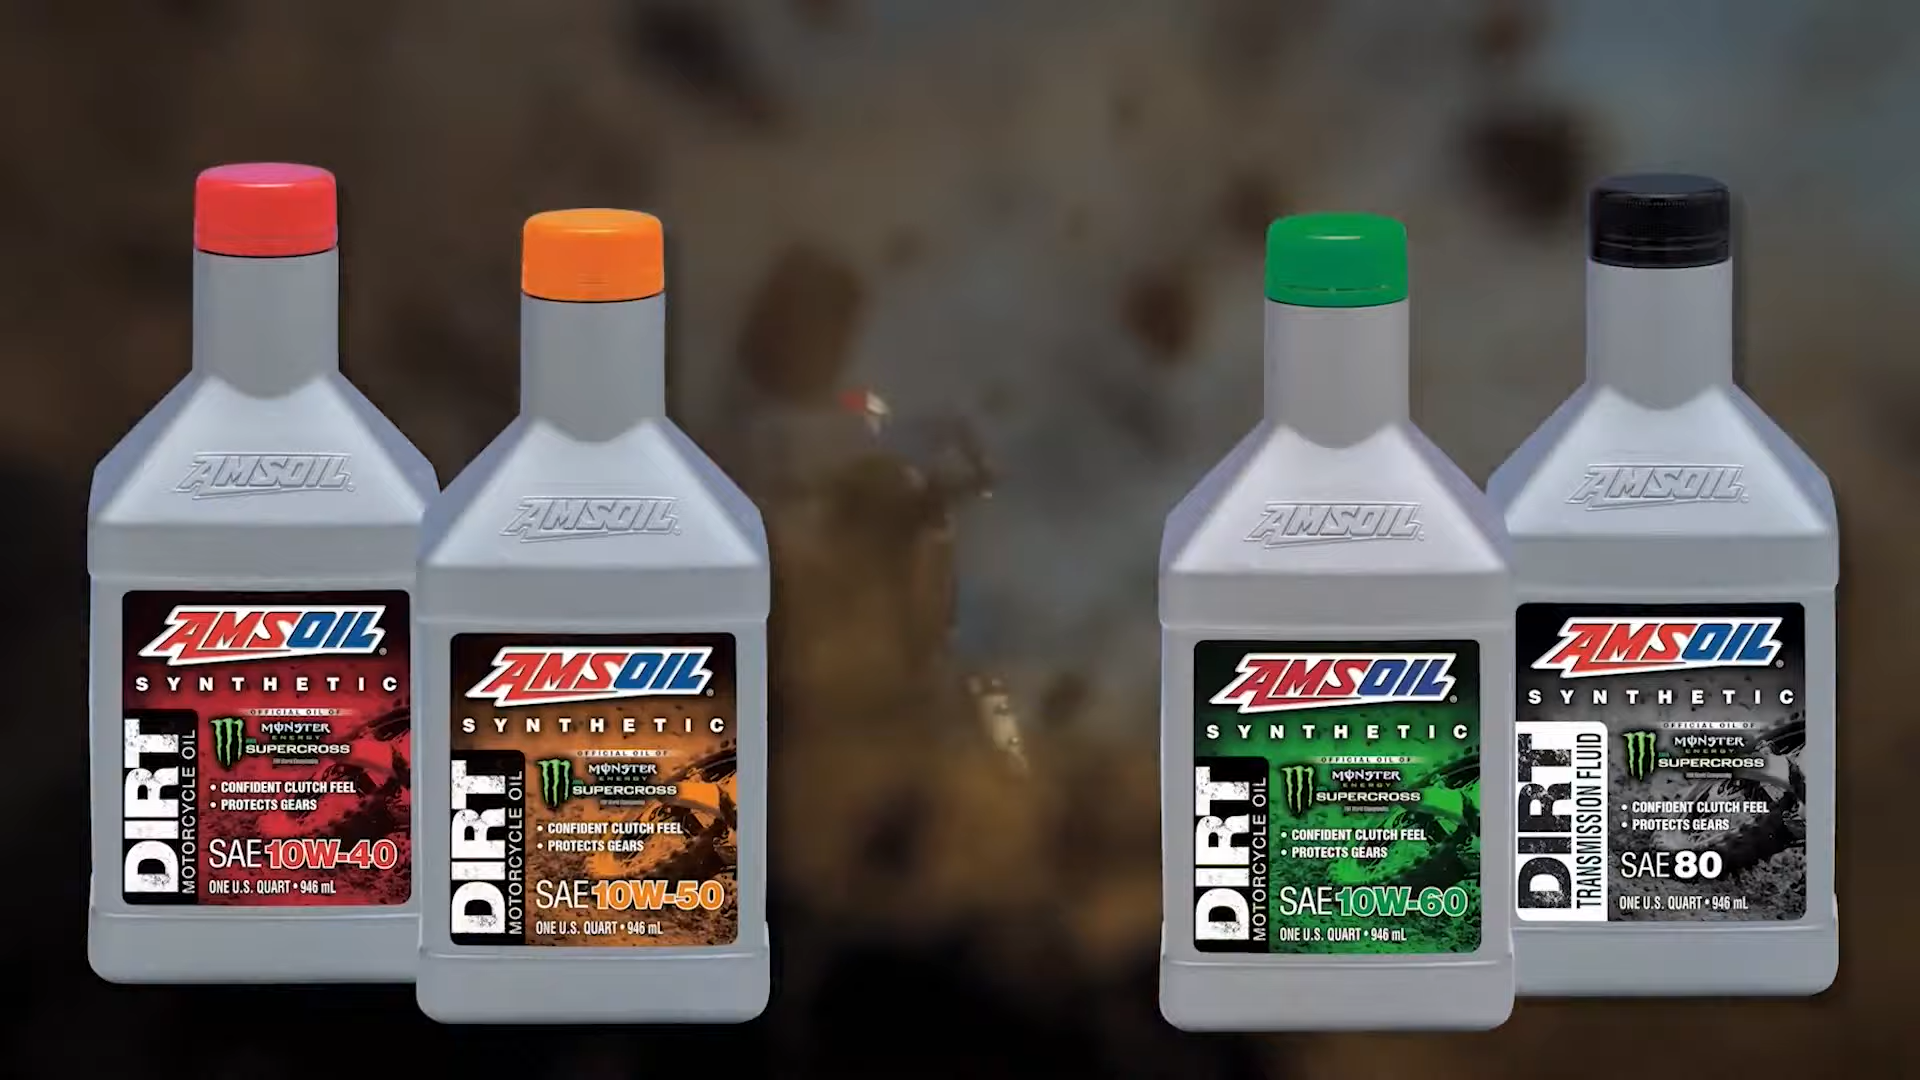 AMSOIL
AMSOIL®
SYNTHETIC
OFFICIAL OIL OF
MONSTER
ENERGY
SUPERCROSS
DIRT
MOTORCYCLE OIL
• CONFIDENT CLUTCH FEEL
• PROTECTS GEARS
SAE 10W-40
ONE U.S. QUART • 946 mL
AMSOIL
AMSOIL®
SYNTHETIC
OFFICIAL OIL OF
MONSTER
ENERGY
SUPERCROSS
DIRT
MOTORCYCLE OIL
• CONFIDENT CLUTCH FEEL
• PROTECTS GEARS
SAE 10W-50
ONE U.S. QUART • 946 mL
AMSOIL
AMSOIL®
SYNTHETIC
OFFICIAL OIL OF
MONSTER
ENERGY
SUPERCROSS
DIRT
MOTORCYCLE OIL
• CONFIDENT CLUTCH FEEL
• PROTECTS GEARS
SAE 10W-60
ONE U.S. QUART • 946 mL
AMSOIL
AMSOIL®
SYNTHETIC
OFFICIAL OIL OF
MONSTER
ENERGY
SUPERCROSS
DIRT
TRANSMISSION FLUID
• CONFIDENT CLUTCH FEEL
• PROTECTS GEARS
SAE 80
ONE U.S. QUART • 946 mL